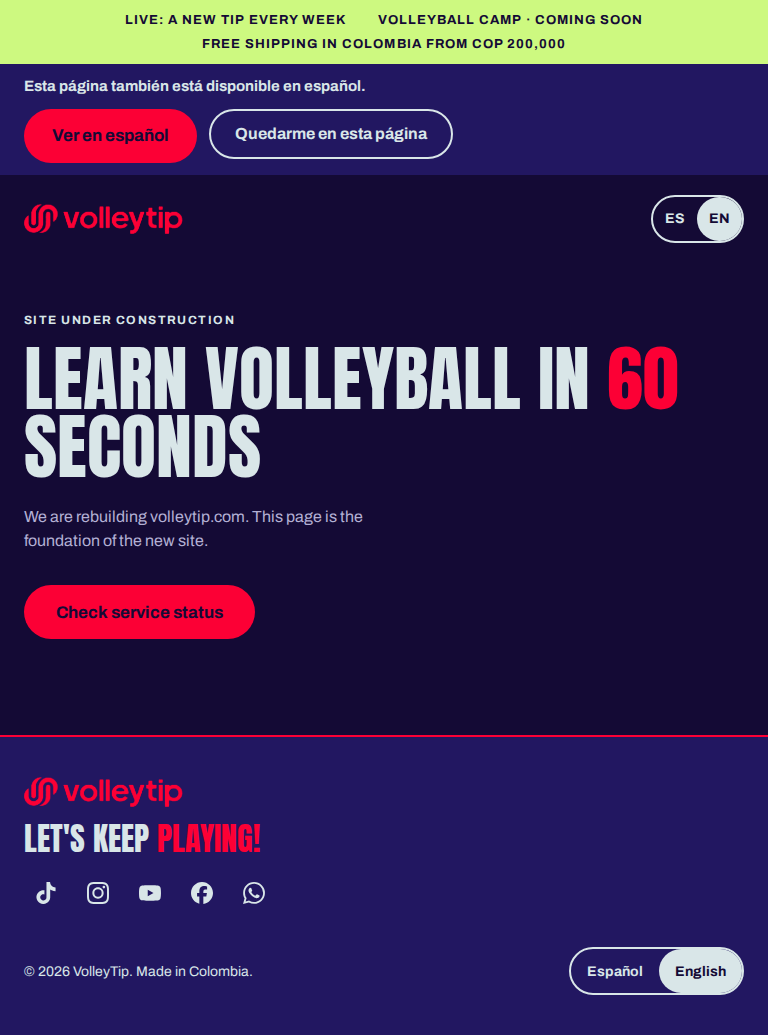 LIVE: A NEW TIP EVERY WEEK VOLLEYBALL CAMP · COMING SOON
FREE SHIPPING IN COLOMBIA FROM COP 200,000
Esta página también está disponible en español.
Ver en español Quedarme en esta página
volleytip ES EN
SITE UNDER CONSTRUCTION
LEARN VOLLEYBALL IN 60
SECONDS
We are rebuilding volleytip.com. This page is the
foundation of the new site.
Check service status
volleytip
LET'S KEEP PLAYING!
© 2026 VolleyTip. Made in Colombia. Español English